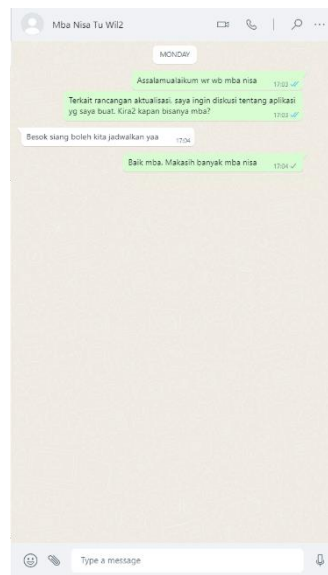 Mba Nisa Tu Wil2
MONDAY
Assalamualaikum wr wb mba nisa 17:03
Terkait rancangan aktualisasi, saya ingin diskusi tentang aplikasi
yg saya buat. Kira2 kapan bisanya mba? 17:03
Besok siang boleh kita jadwalkan yaa 17:04
Baik mba, Makasih banyak mba nisa 17:04
Type a message